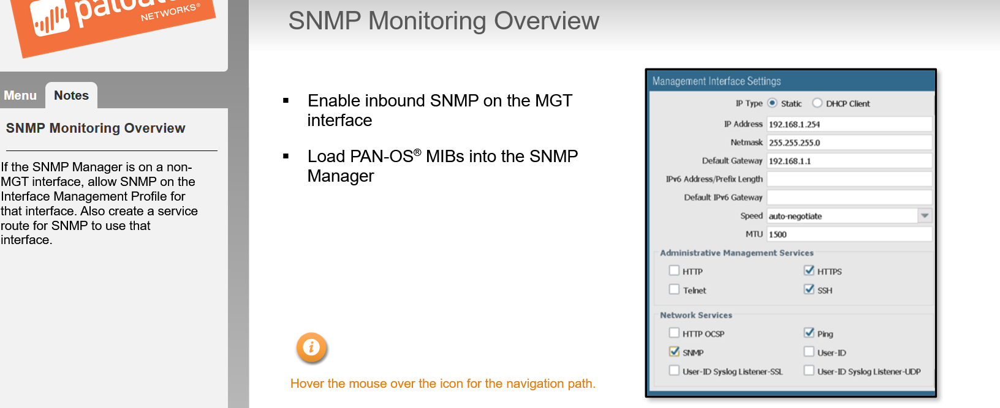 NETWORKS®
SNMP Monitoring Overview
Menu
Notes
SNMP Monitoring Overview
If the SNMP Manager is on a non-
MGT interface, allow SNMP on the
Interface Management Profile for
that interface. Also create a service
route for SNMP to use that
interface.
▪ Enable inbound SNMP on the MGT
interface
▪ Load PAN-OS® MIBs into the SNMP
Manager
Hover the mouse over the icon for the navigation path.
Management Interface Settings
IP Type Static DHCP Client
IP Address 192.168.1.254
Netmask 255.255.255.0
Default Gateway 192.168.1.1
IPv6 Address/Prefix Length
Default IPv6 Gateway
Speed auto-negotiate
MTU 1500
Administrative Management Services
HTTP HTTPS
Telnet SSH
Network Services
HTTP OCSP Ping
SNMP User-ID
User-ID Syslog Listener-SSL User-ID Syslog Listener-UDP